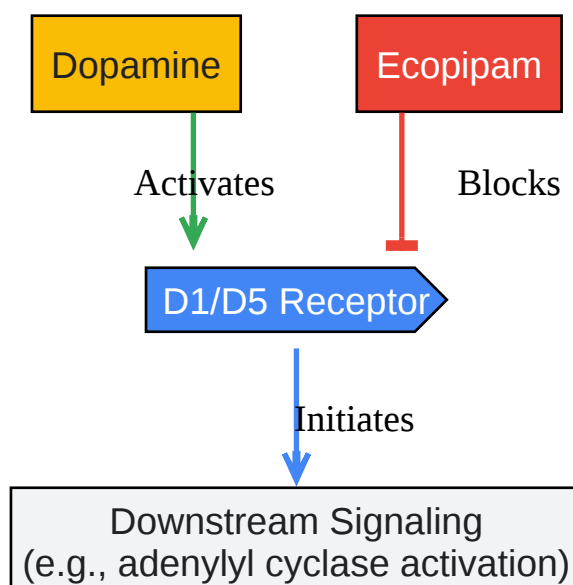 Dopamine
Ecopipam
Activates
Blocks
D1/D5 Receptor
Initiates
Downstream Signaling
(e.g., adenylyl cyclase activation)